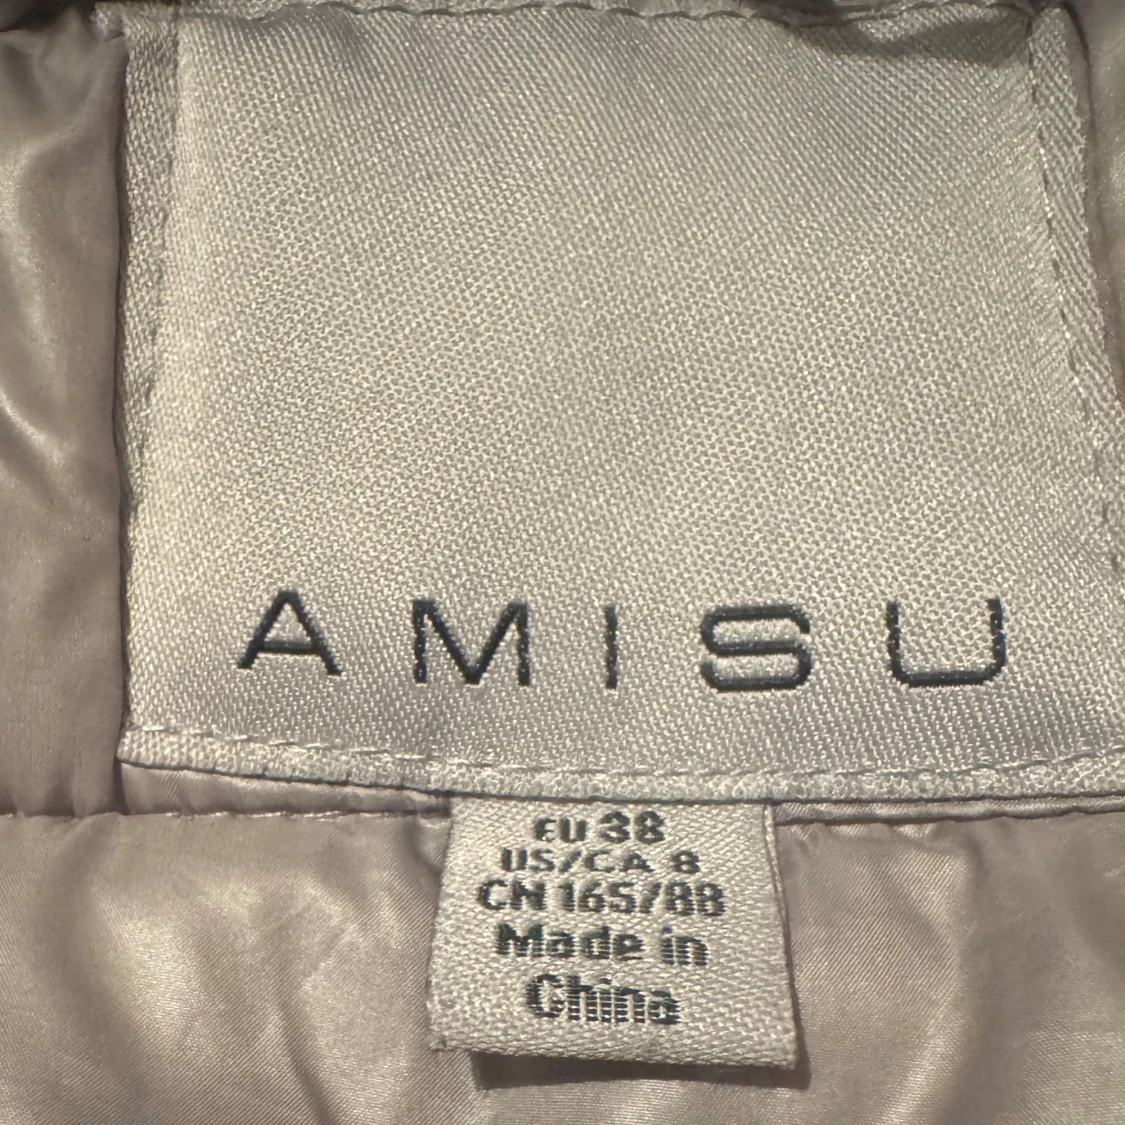 AMISU
EU 38
US/CA 8
CN 165/88
Made in
China